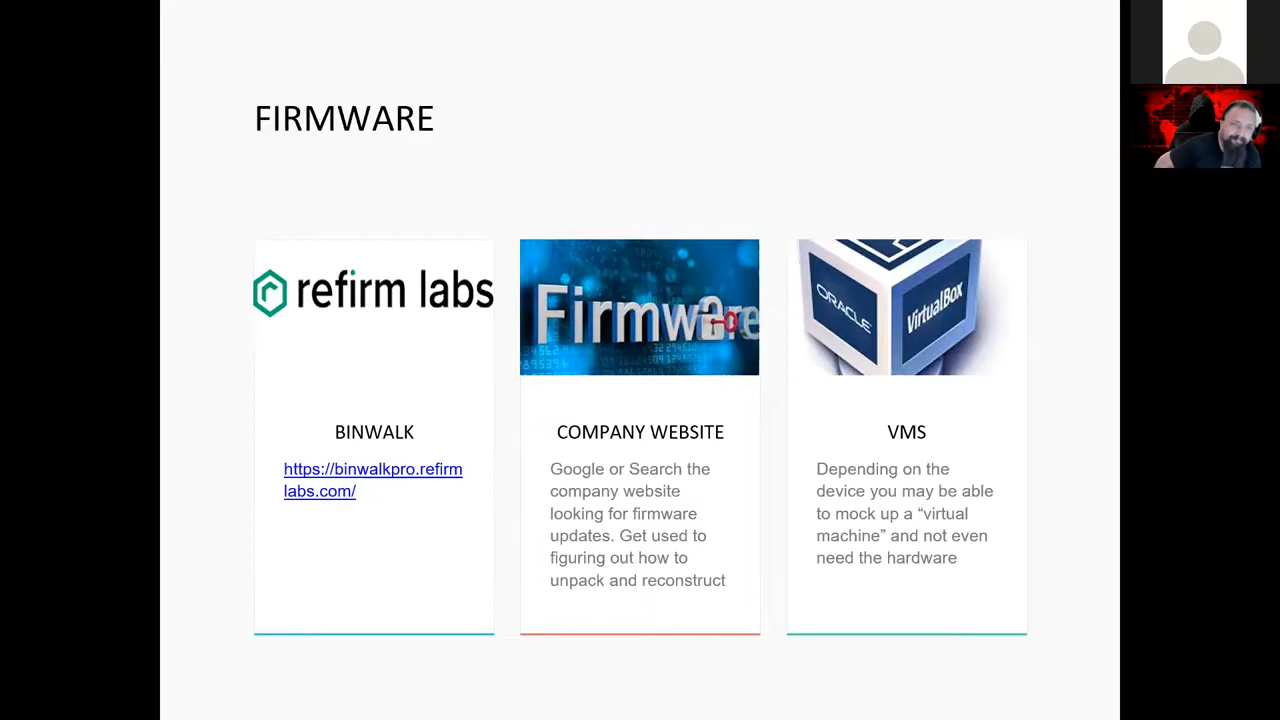 FIRMWARE
refirm labs
Firmware
ORACLE
VirtualBox
BINWALK
https://binwalkpro.refirm
labs.com/
COMPANY WEBSITE
Google or Search the
company website
looking for firmware
updates. Get used to
figuring out how to
unpack and reconstruct
VMS
Depending on the
device you may be able
to mock up a “virtual
machine” and not even
need the hardware